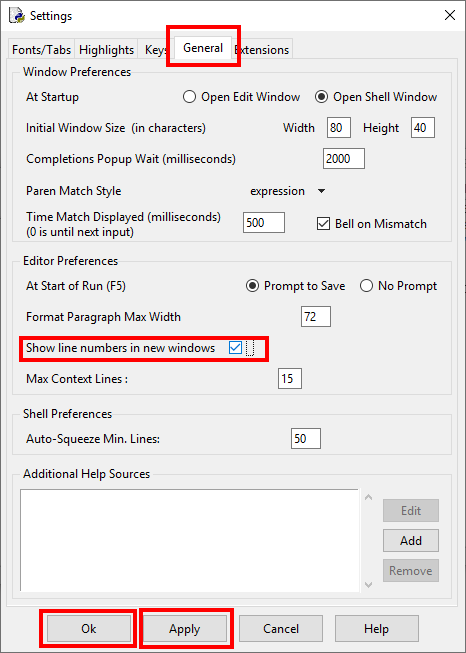 Settings
Fonts/Tabs Highlights Keys General Extensions
Window Preferences
At Startup Open Edit Window Open Shell Window
Initial Window Size (in characters) Width 80 Height 40
Completions Popup Wait (milliseconds) 2000
Paren Match Style expression
Time Match Displayed (milliseconds)
(0 is until next input) 500 Bell on Mismatch
Editor Preferences
At Start of Run (F5) Prompt to Save No Prompt
Format Paragraph Max Width 72
Show line numbers in new windows
Max Context Lines : 15
Shell Preferences
Auto-Squeeze Min. Lines: 50
Additional Help Sources
Edit
Add
Remove
Ok Apply Cancel Help